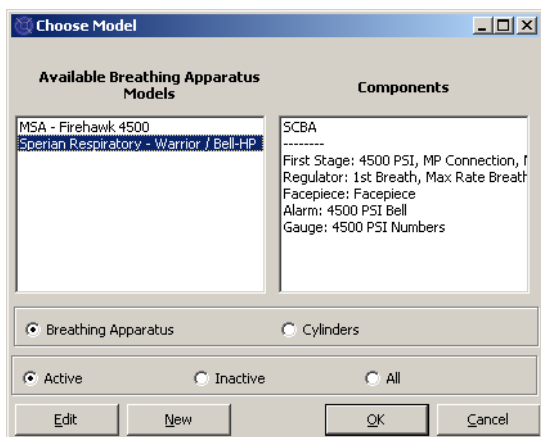 Choose Model
Available Breathing Apparatus
Models
Components
MSA - Firehawk 4500
Sperian Respiratory - Warrior / Bell-HP
SCBA
--------
First Stage: 4500 PSI, MP Connection,
Regulator: 1st Breath, Max Rate Breath
Facepiece: Facepiece
Alarm: 4500 PSI Bell
Gauge: 4500 PSI Numbers
Breathing Apparatus
Cylinders
Active
Inactive
All
Edit
New
OK
Cancel